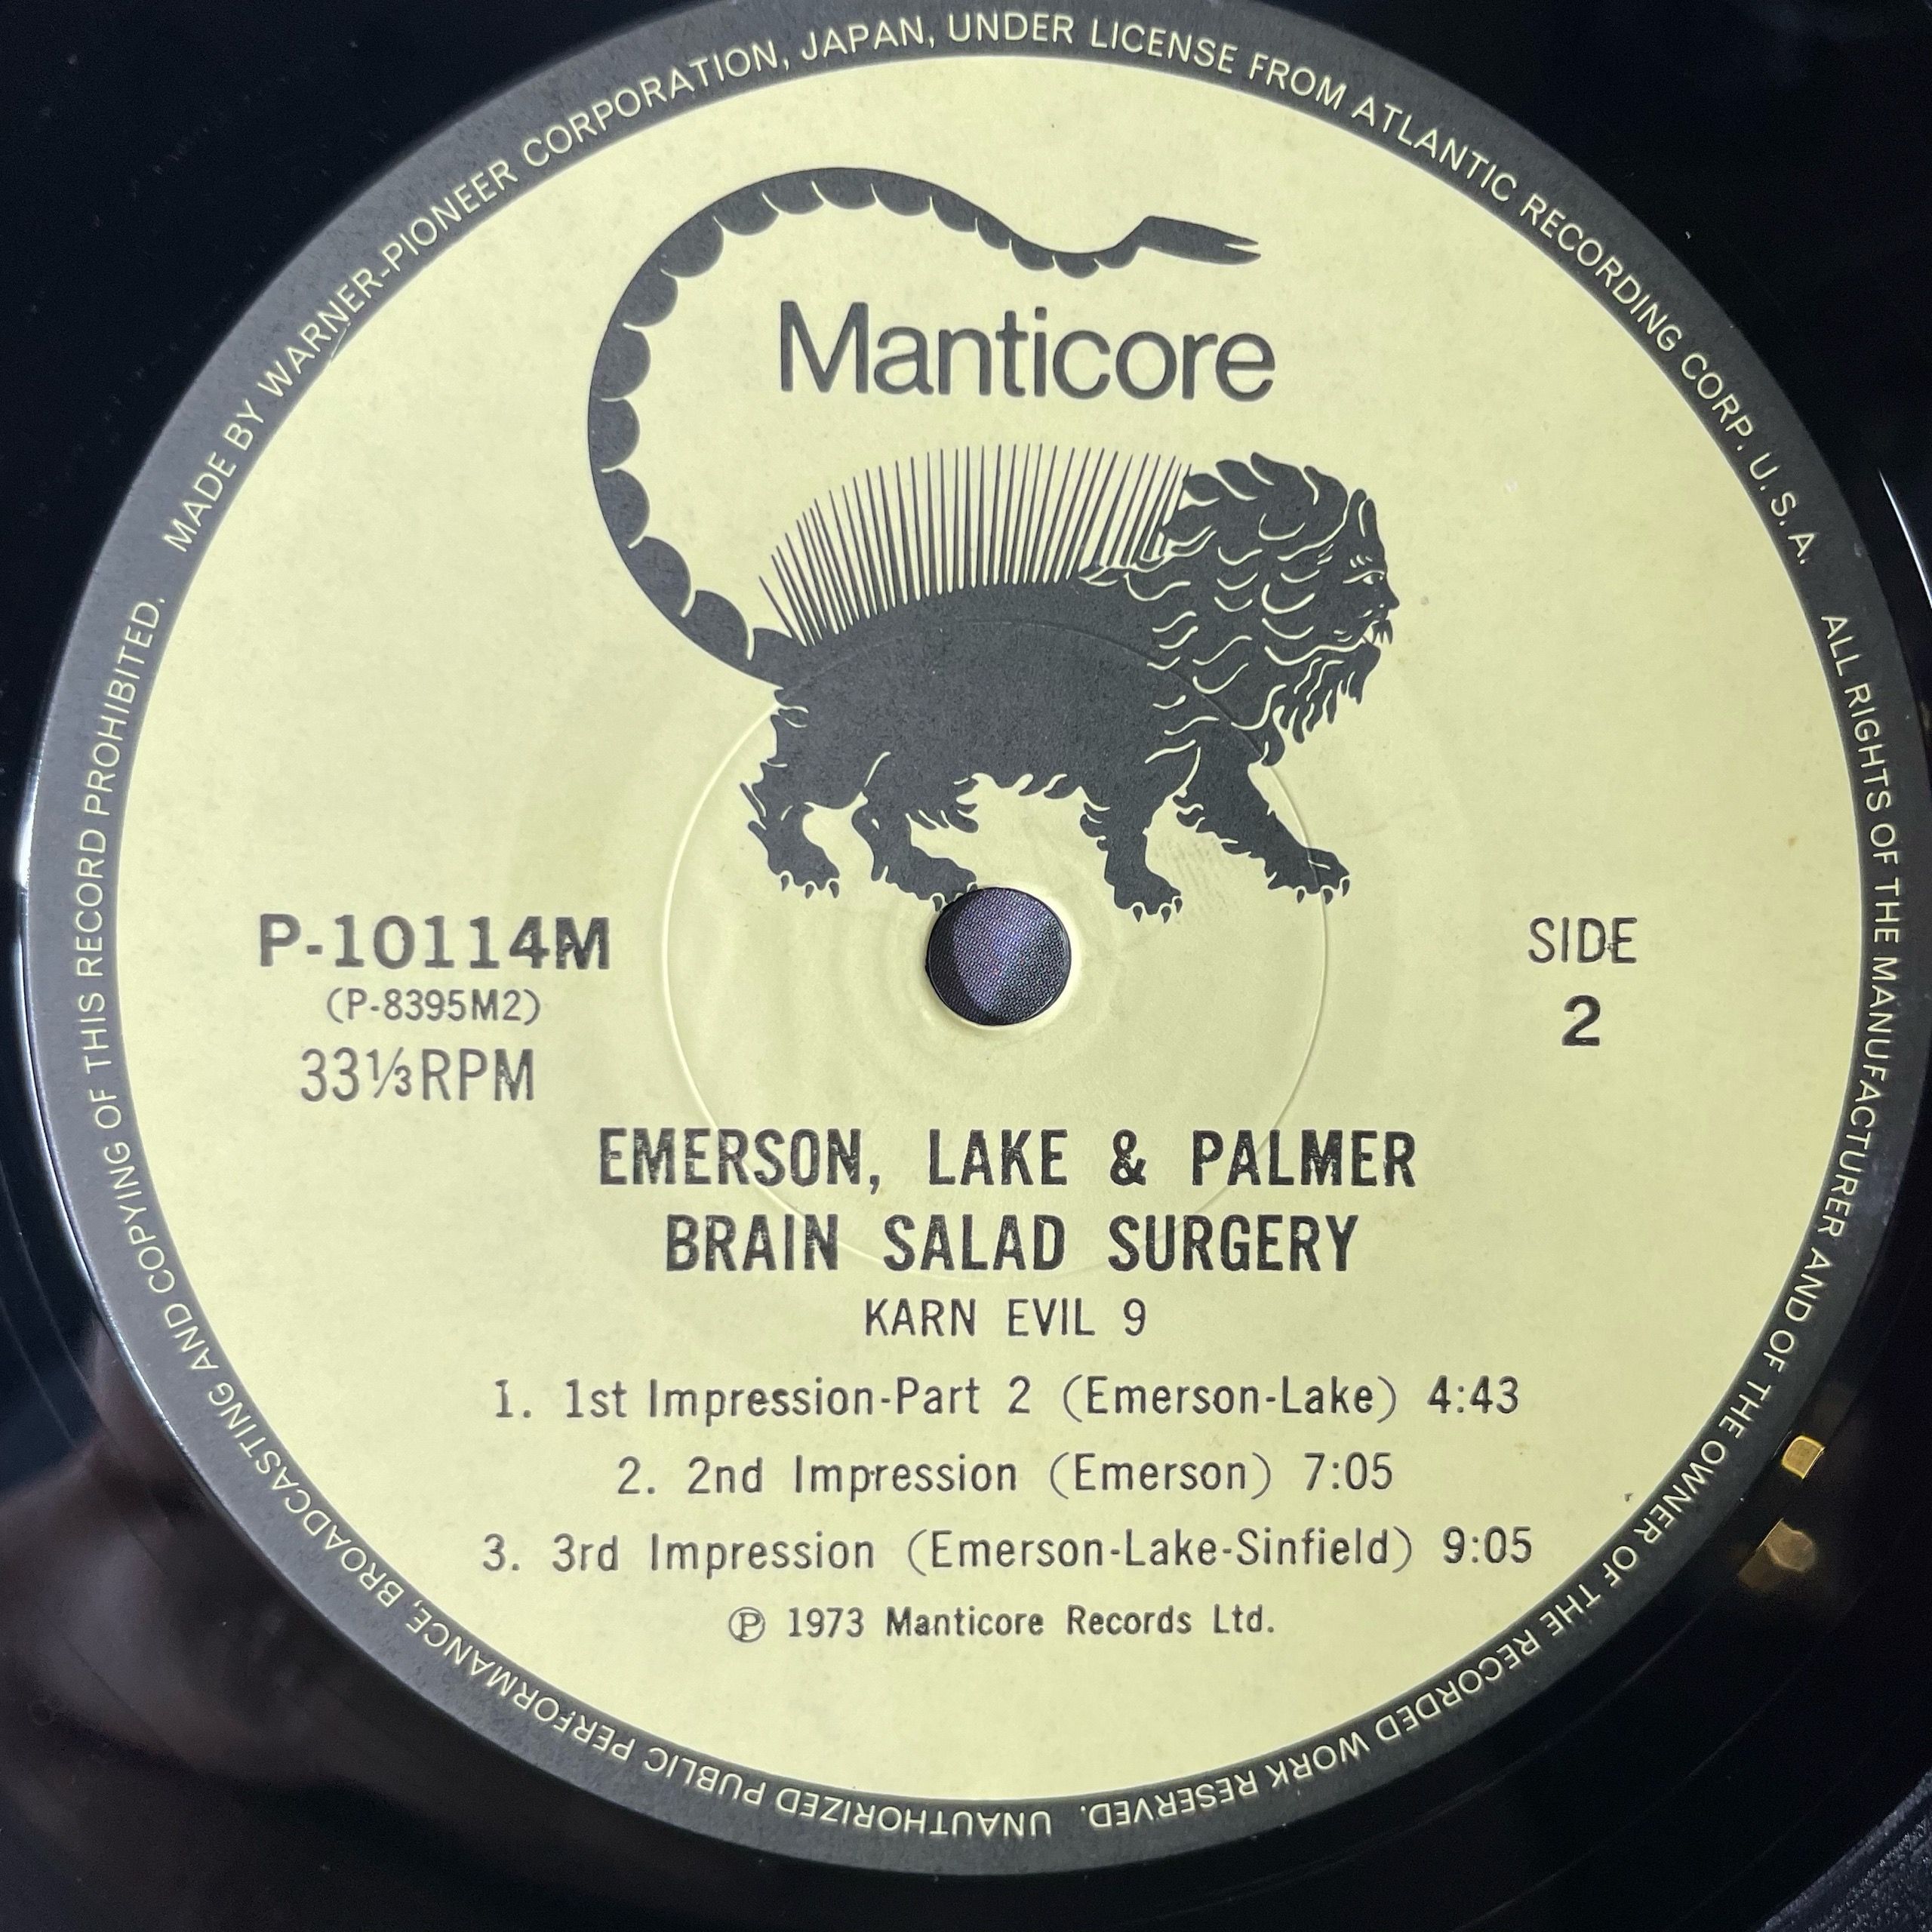 MADE BY WARNER-PIONEER CORPORATION, JAPAN, UNDER LICENSE FROM ATLANTIC RECORDING CORP. U.S.A. ALL RIGHTS OF THE MANUFACTURER AND OF THE OWNER OF THE RECORDED WORK RESERVED. UNAUTHORIZED PUBLIC PERFORMANCE, BROADCASTING AND COPYING OF THIS RECORD PROHIBITED.
Manticore
P-10114M
(P-8395M2)
33⅓RPM
SIDE
2
EMERSON, LAKE & PALMER
BRAIN SALAD SURGERY
KARN EVIL 9
1. 1st Impression-Part 2 (Emerson-Lake) 4:43
2. 2nd Impression (Emerson) 7:05
3. 3rd Impression (Emerson-Lake-Sinfield) 9:05
℗ 1973 Manticore Records Ltd.